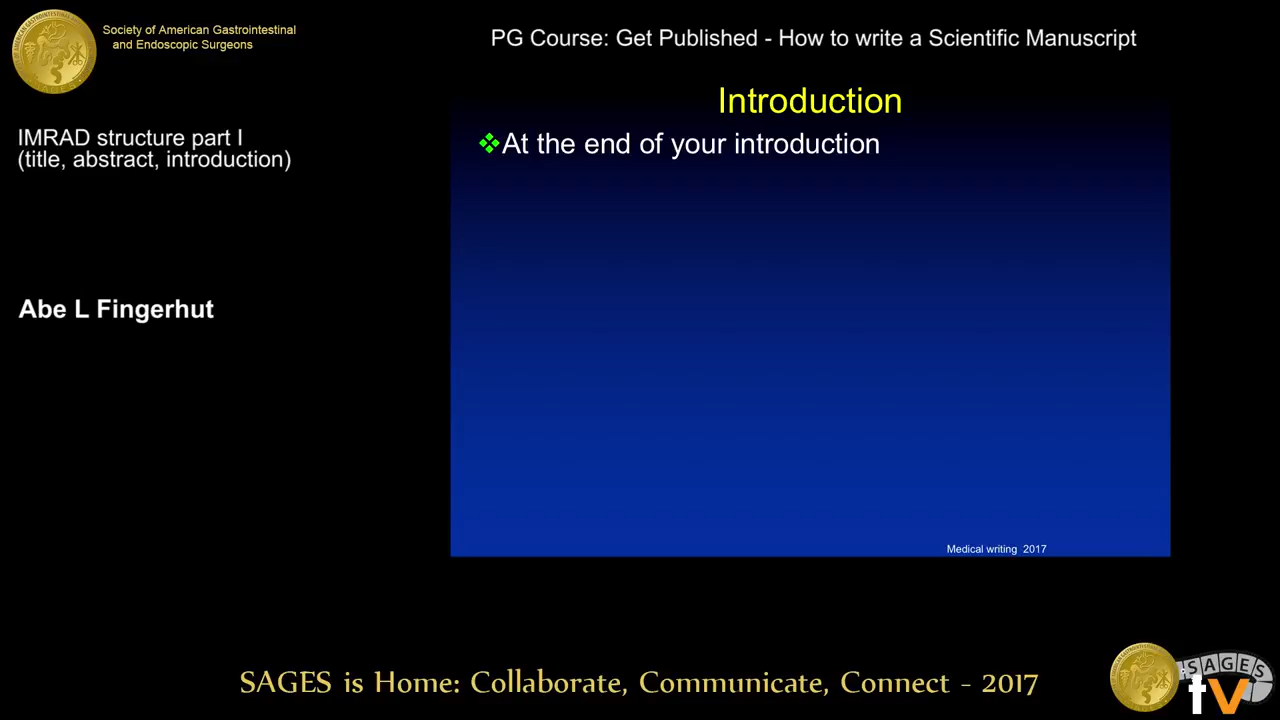 Society of American Gastrointestinal
and Endoscopic Surgeons
PG Course: Get Published - How to write a Scientific Manuscript
IMRAD structure part I
(title, abstract, introduction)
Abe L Fingerhut
Introduction
At the end of your introduction
Medical writing 2017
SAGES is Home: Collaborate, Communicate, Connect - 2017
SAGES
tv